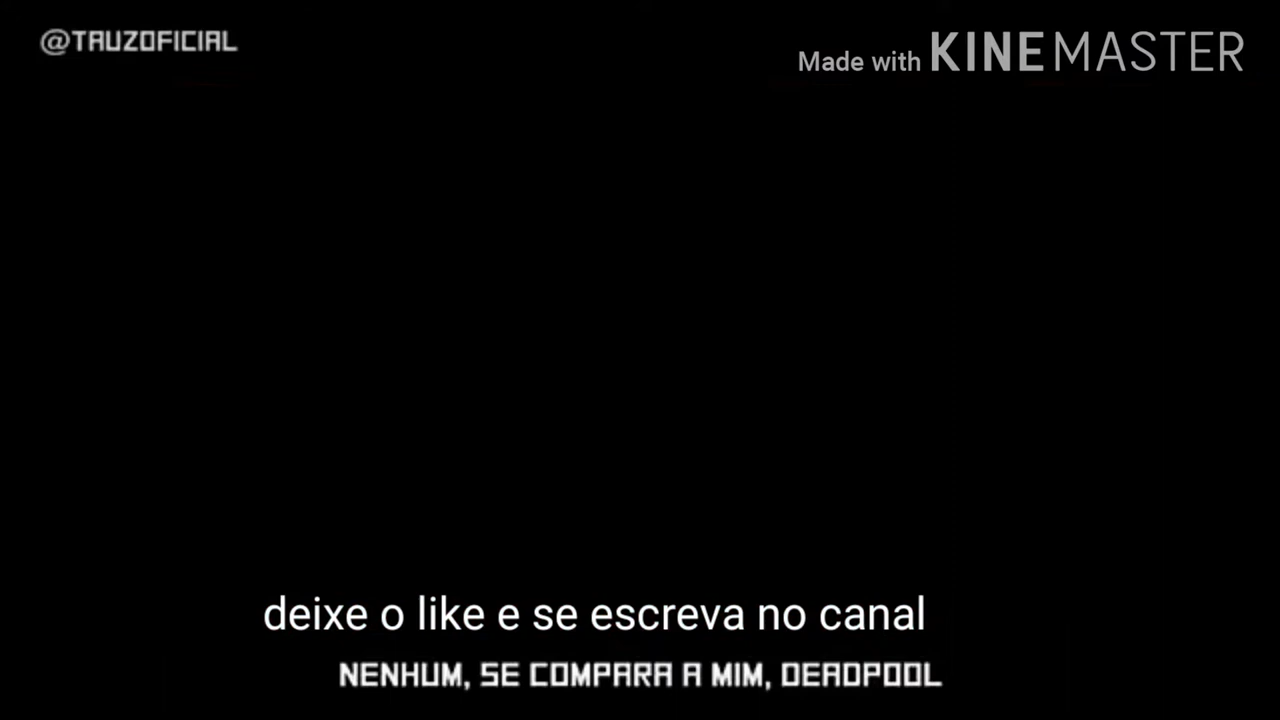 @TAUZOFICIAL
Made with KINEMASTER
deixe o like e se escreva no canal
NENHUM, SE COMPARA A MIM, DEADPOOL